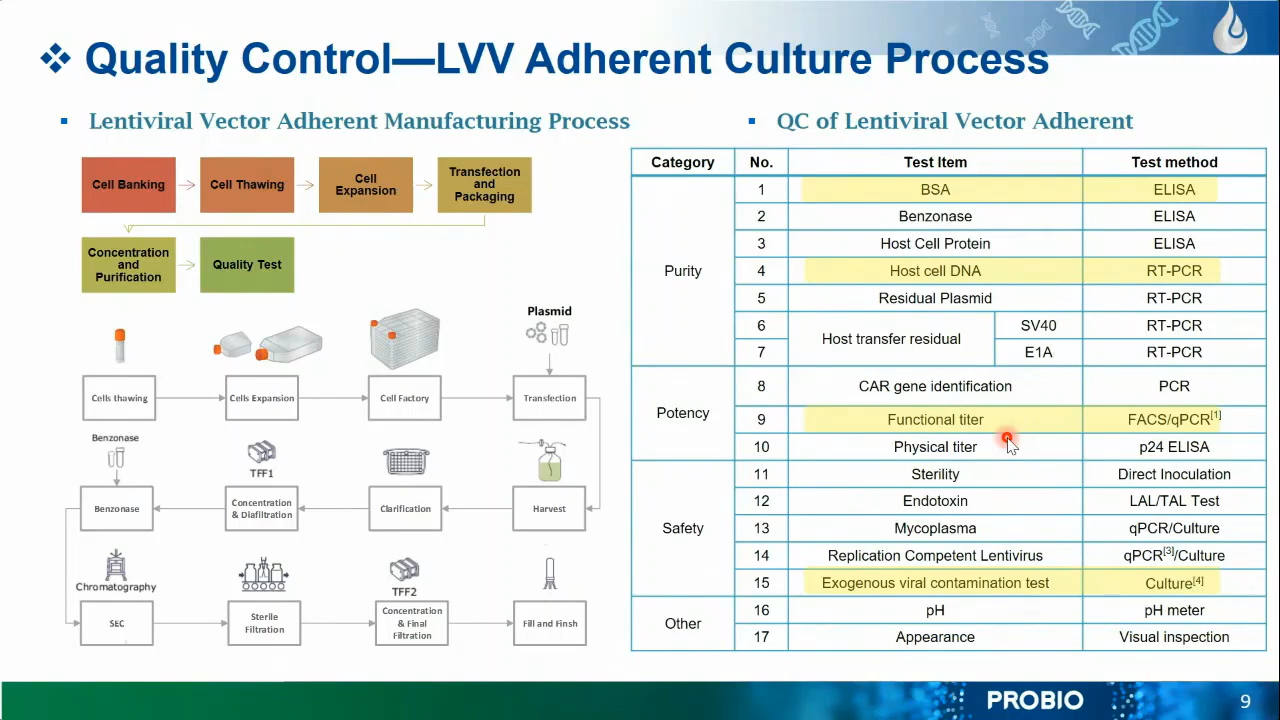 ❖ Quality Control—LVV Adherent Culture Process
▪ Lentiviral Vector Adherent Manufacturing Process
Cell Banking
Cell Thawing
Cell
Expansion
Transfection
and
Packaging
Concentration
and
Purification
Quality Test
Plasmid
Cells thawing
Cells Expansion
Cell Factory
Transfection
Benzonase
TFF1
Benzonase
Concentration
& Diafiltration
Clarification
Harvest
Chromatography
TFF2
SEC
Sterile
Filtration
Concentration
& Final
Filtration
Fill and Finsh
▪ QC of Lentiviral Vector Adherent
Category No. Test Item Test method
Purity
1 BSA ELISA
2 Benzonase ELISA
3 Host Cell Protein ELISA
4 Host cell DNA RT-PCR
5 Residual Plasmid RT-PCR
Host transfer residual
6 SV40 RT-PCR
7 E1A RT-PCR
Potency
8 CAR gene identification PCR
9 Functional titer FACS/qPCR[1]
10 Physical titer p24 ELISA
Safety
11 Sterility Direct Inoculation
12 Endotoxin LAL/TAL Test
13 Mycoplasma qPCR/Culture
14 Replication Competent Lentivirus qPCR[3]/Culture
15 Exogenous viral contamination test Culture[4]
Other
16 pH pH meter
17 Appearance Visual inspection
PROBIO
9